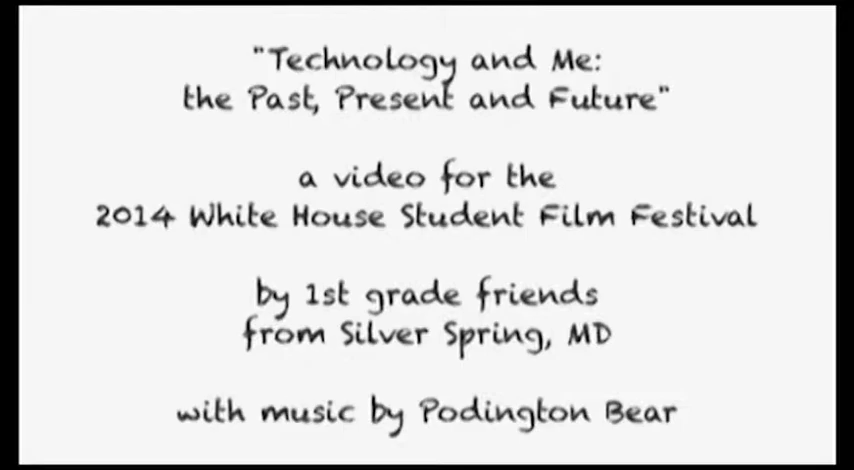 "Technology and Me:
the Past, Present and Future"
a video for the
2014 White House Student Film Festival
by 1st grade friends
from Silver Spring, MD
with music by Podington Bear